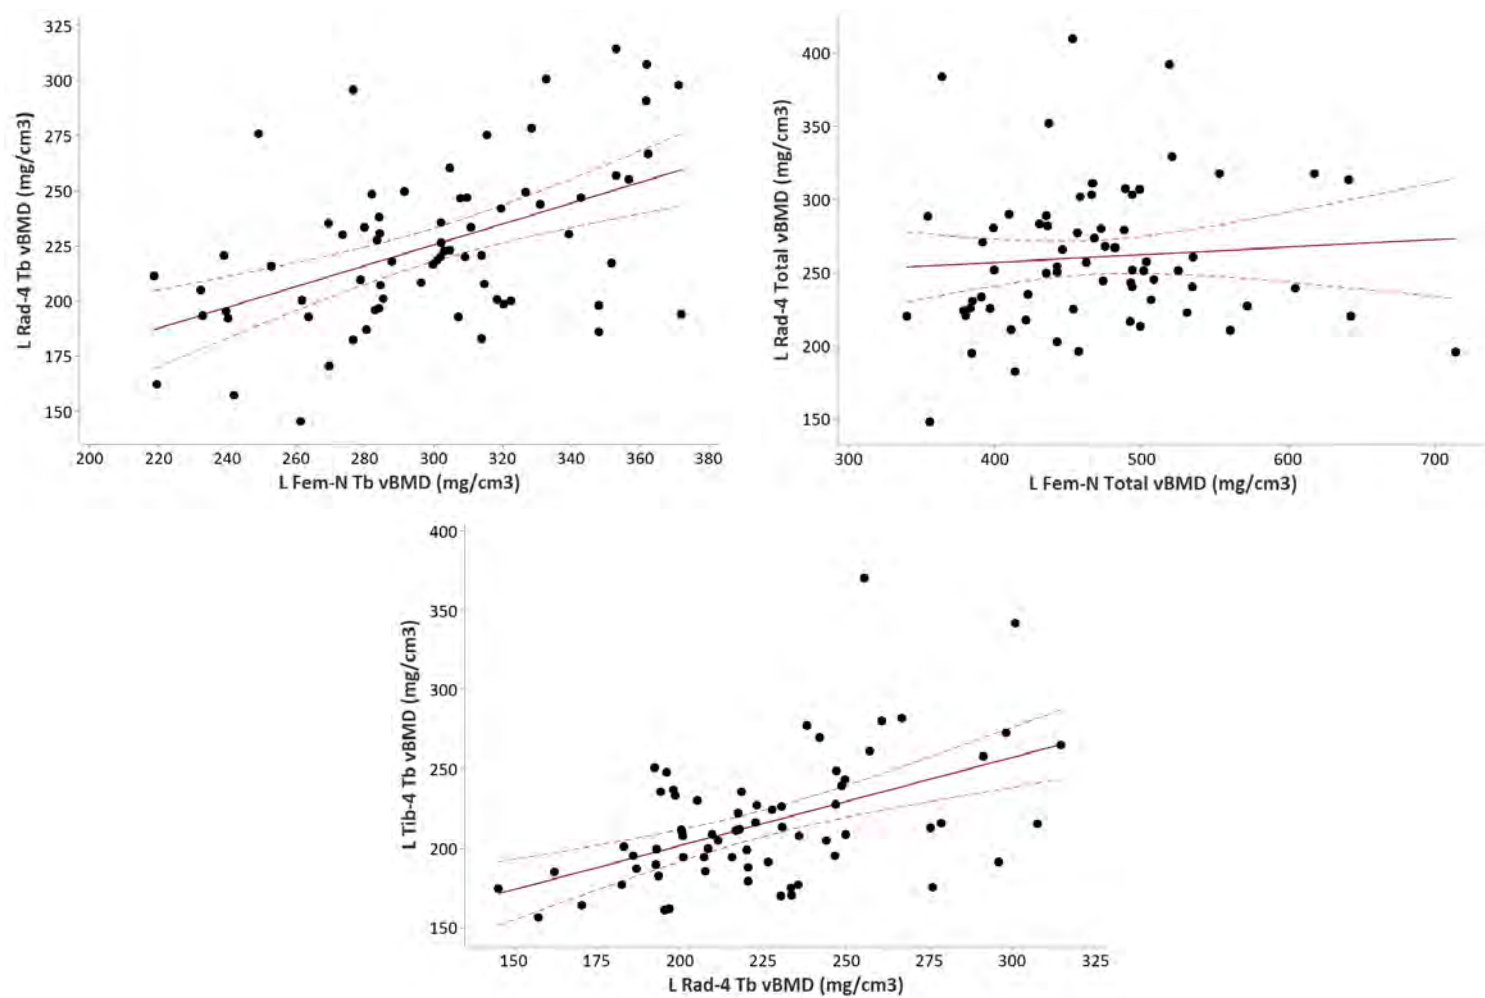 325
300
275
250
225
200
175
150
L Rad-4 Tb vBMD (mg/cm3)
200 220 240 260 280 300 320 340 360 380
L Fem-N Tb vBMD (mg/cm3)
400
350
300
250
200
150
L Rad-4 Total vBMD (mg/cm3)
300 400 500 600 700
L Fem-N Total vBMD (mg/cm3)
400
350
300
250
200
150
L Tib-4 Tb vBMD (mg/cm3)
150 175 200 225 250 275 300 325
L Rad-4 Tb vBMD (mg/cm3)